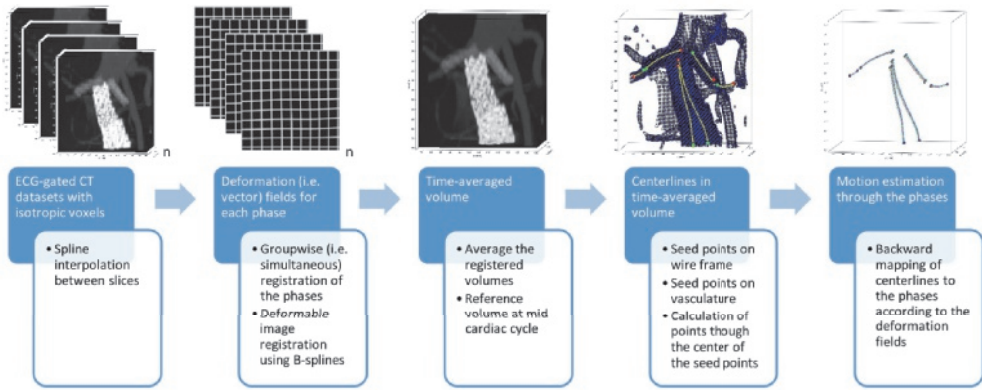 n
n
ECG-gated CT
datasets with
isotropic voxels
• Spline
interpolation
between slices
Deformation (i.e.
vector) fields for
each phase
• Groupwise (i.e.
simultaneous)
registration
of the phases
• Deformable
image
registration
using B-splines
Time-averaged
volume
• Average the
registered
volumes
• Reference
volume at mid
cardiac cycle
Centerlines in
time-averaged
volume
• Seed points on
wire frame
• Seed points on
vasculature
• Calculation of
points though
the center of
the seed points
Motion estimation
through the phases
• Backward
mapping of
centerlines to
the phases
according to the
deformation
fields